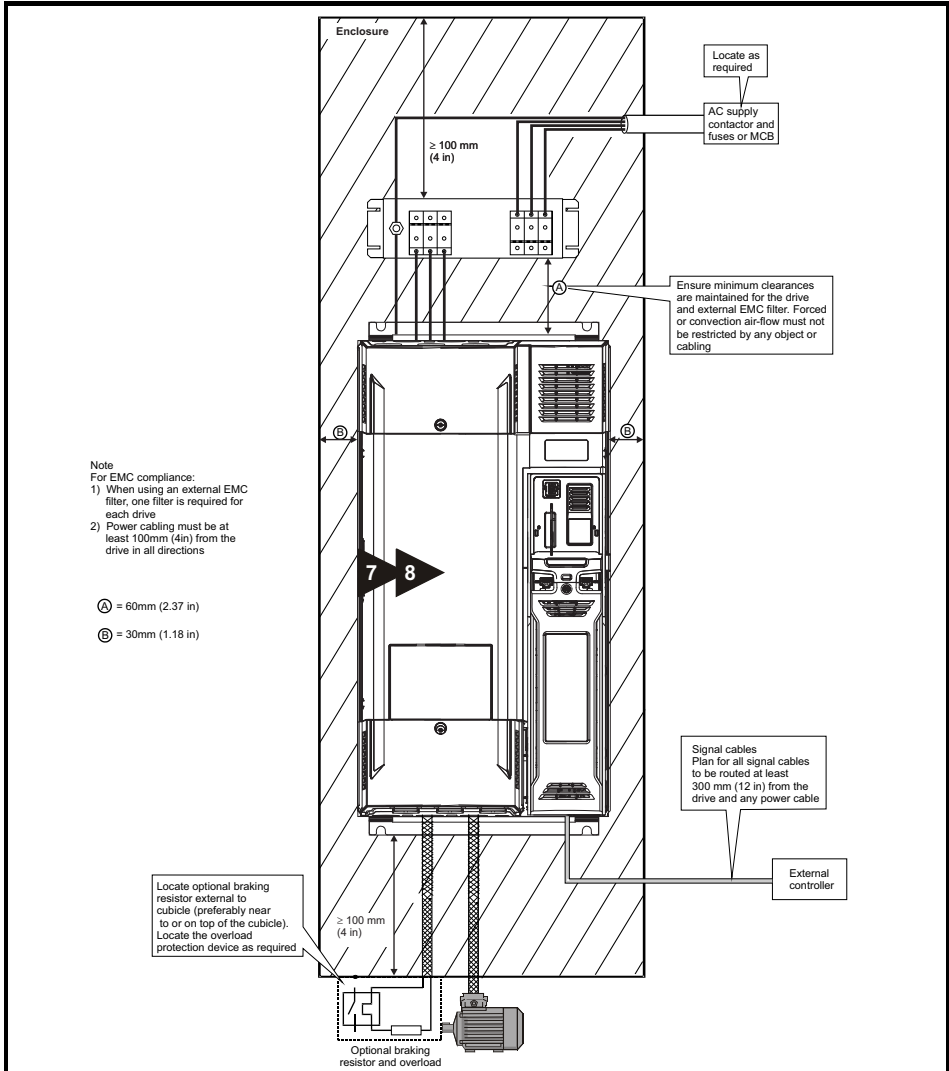 Enclosure
Locate as
required
AC supply
contactor and
fuses or MCB
≥ 100 mm
(4 in)
A
Ensure minimum clearances
are maintained for the drive
and external EMC filter. Forced
or convection air-flow must not
be restricted by any object or
cabling
B
B
Note
For EMC compliance:
1) When using an external EMC
filter, one filter is required for
each drive
2) Power cabling must be at
least 100mm (4in) from the
drive in all directions
7 8
A = 60mm (2.37 in)
B = 30mm (1.18 in)
Signal cables
Plan for all signal cables
to be routed at least
300 mm (12 in) from the
drive and any power cable
External
controller
Locate optional braking
resistor external to
cubicle (preferably near
to or on top of the cubicle).
Locate the overload
protection device as required
≥ 100 mm
(4 in)
Optional braking
resistor and overload